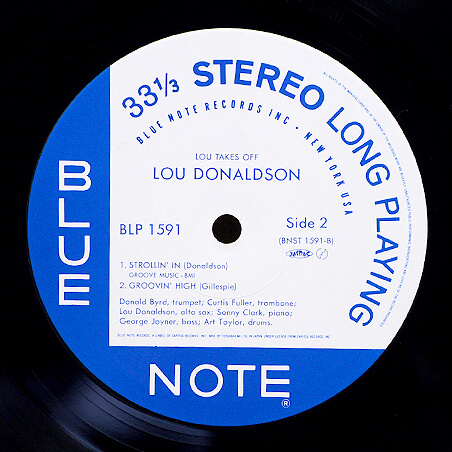 33⅓ STEREO LONG PLAYING
BLUE NOTE RECORDS INC · NEW YORK USA
LOU TAKES OFF
LOU DONALDSON
BLP 1591
Side 2
(BNST 1591-B)
1. STROLLIN' IN (Donaldson)
GROOVE MUSIC - BMI
2. GROOVIN' HIGH (Gillespie)
Donald Byrd, trumpet; Curtis Fuller, trombone;
Lou Donaldson, alto sax; Sonny Clark, piano;
George Joyner, bass; Art Taylor, drums.
BLUE
NOTE
®